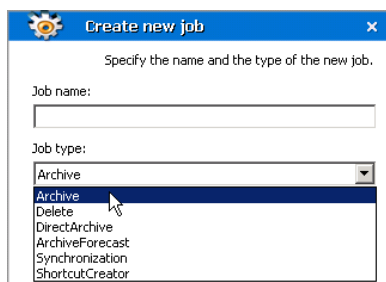 Create new job
Specify the name and the type of the new job.
Job name:
Job type:
Archive
Archive
Delete
DirectArchive
ArchiveForecast
Synchronization
ShortcutCreator